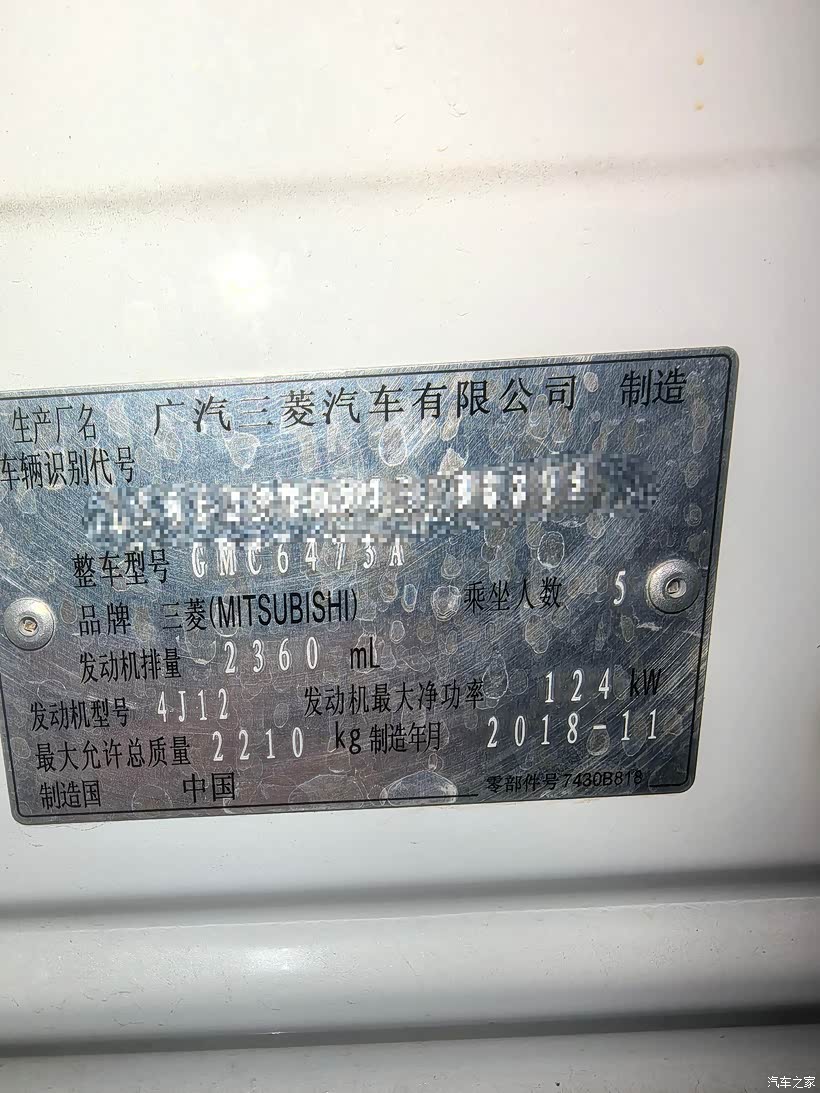 生产厂名 广汽三菱汽车有限公司 制造
车辆识别代号
整车型号 GMC6473A
品牌 三菱(MITSUBISHI) 乘坐人数 5
发动机排量 2360 mL
发动机型号 4J12 发动机最大净功率 124 kW
最大允许总质量 2210 kg 制造年月 2018-11
制造国 中国 零部件号7430B818
汽车之家